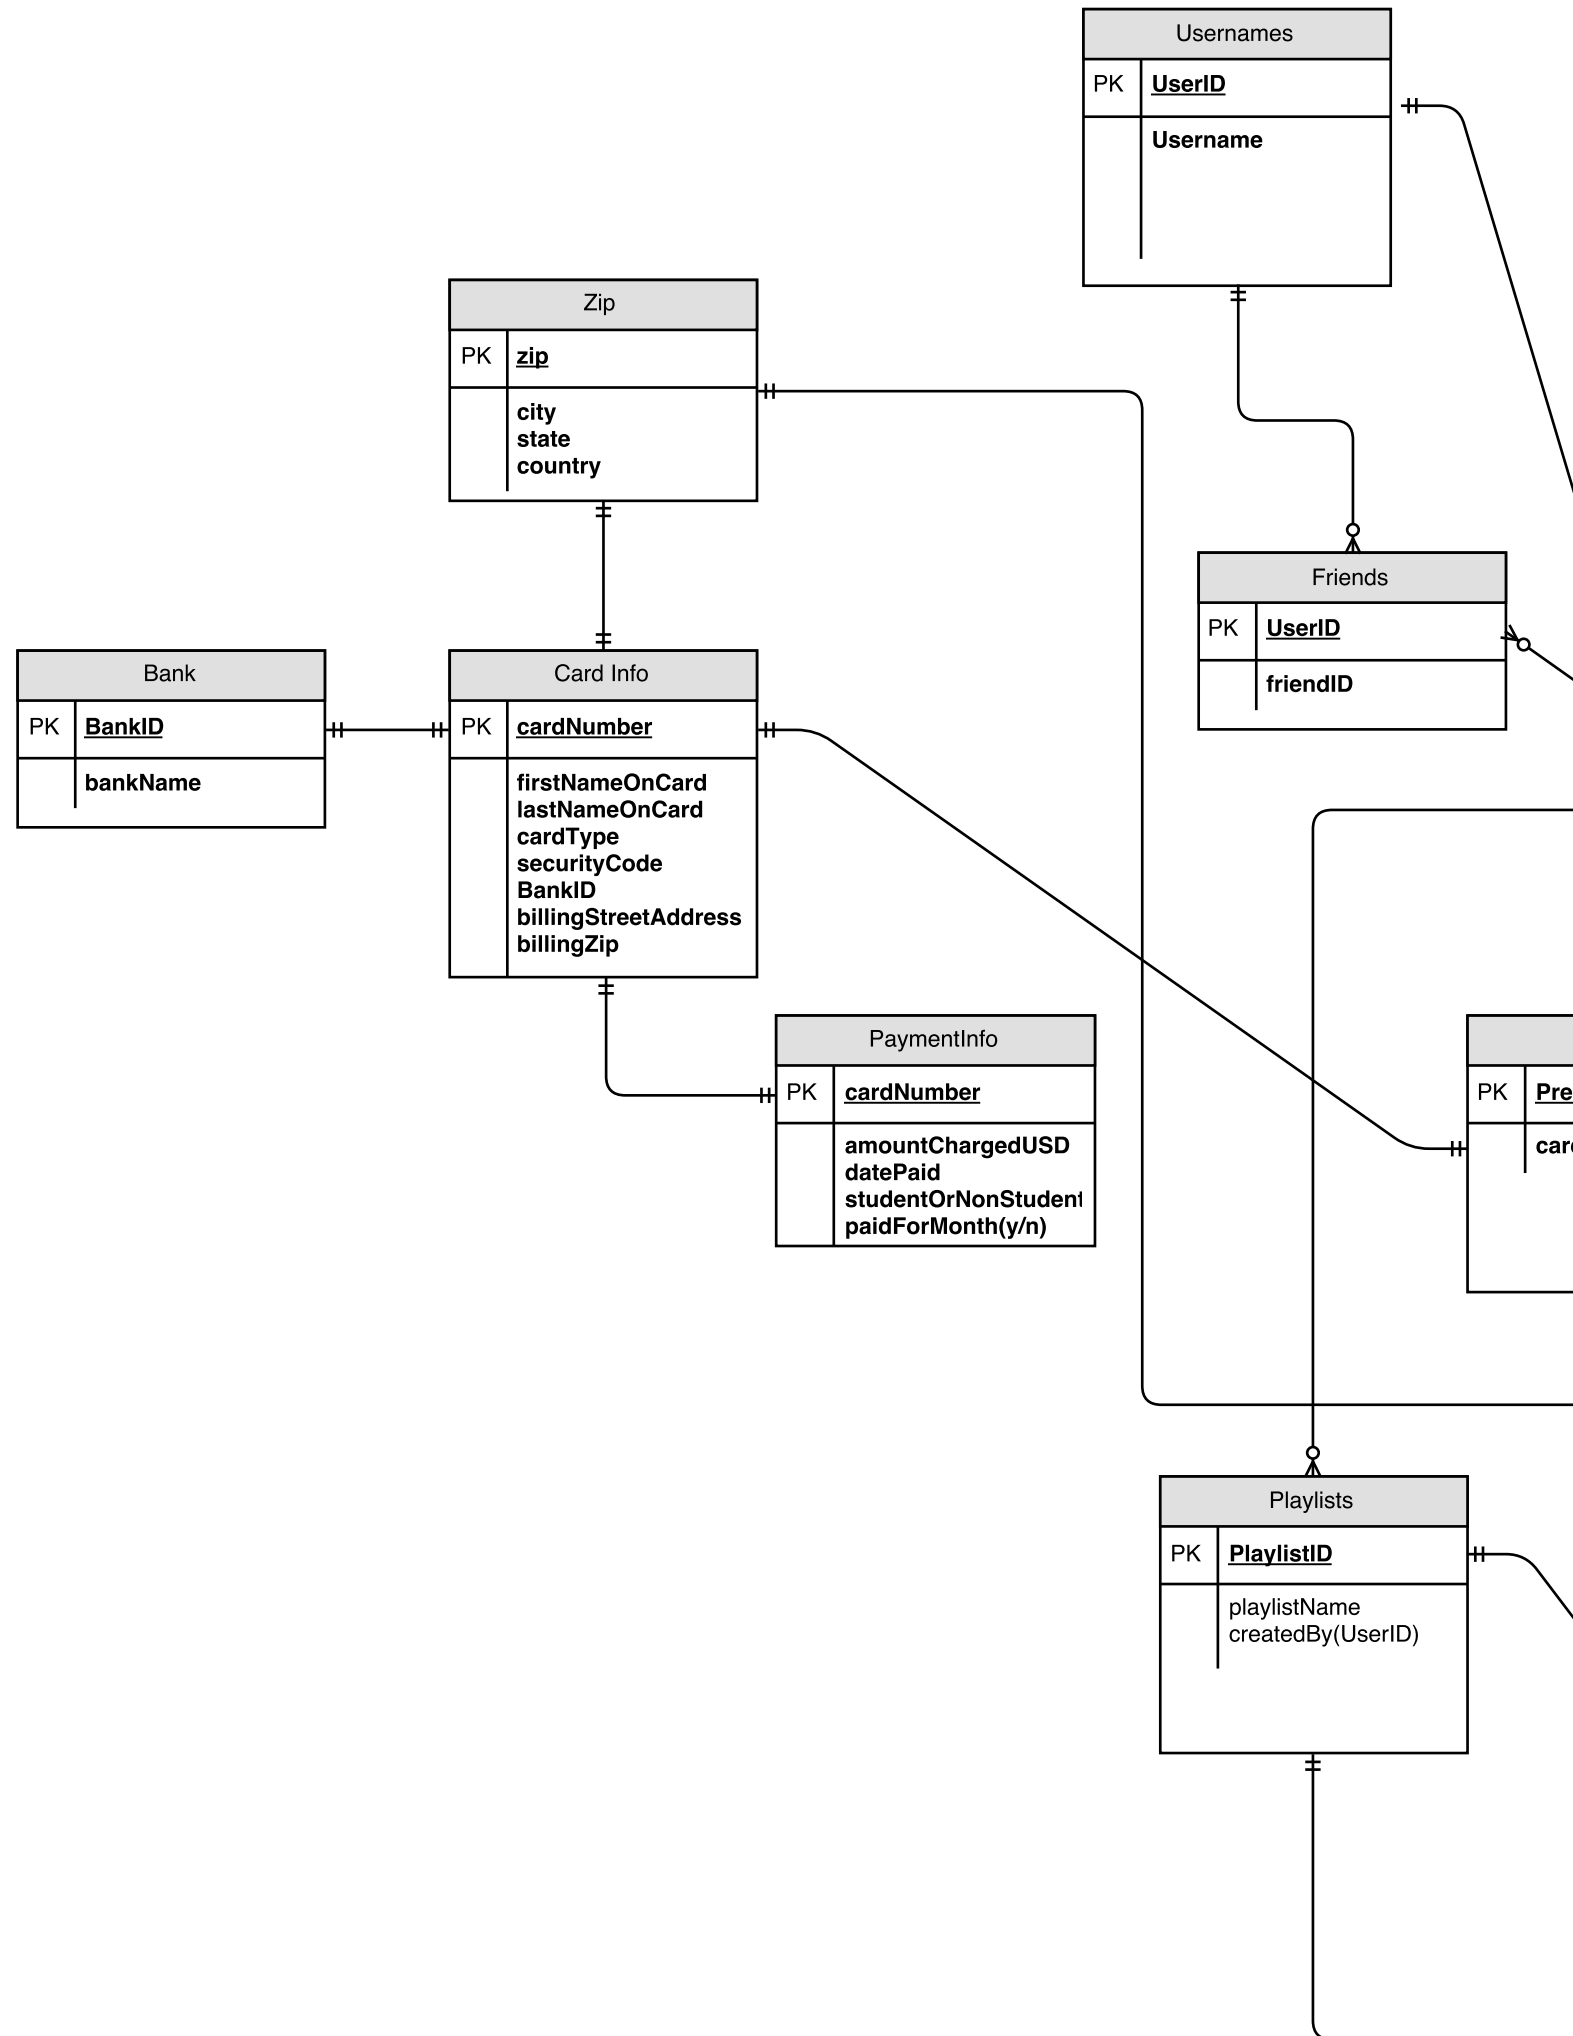 Usernames
PK UserID
Username
Zip
PK zip
city
state
country
Friends
PK UserID
friendID
Bank
PK BankID
bankName
Card Info
PK cardNumber
firstNameOnCard
lastNameOnCard
cardType
securityCode
BankID
billingStreetAddress
billingZip
PaymentInfo
PK cardNumber
amountChargedUSD
datePaid
studentOrNonStudent
paidForMonth(y/n)
PK
Playlists
PK PlaylistID
playlistName
createdBy(UserID)